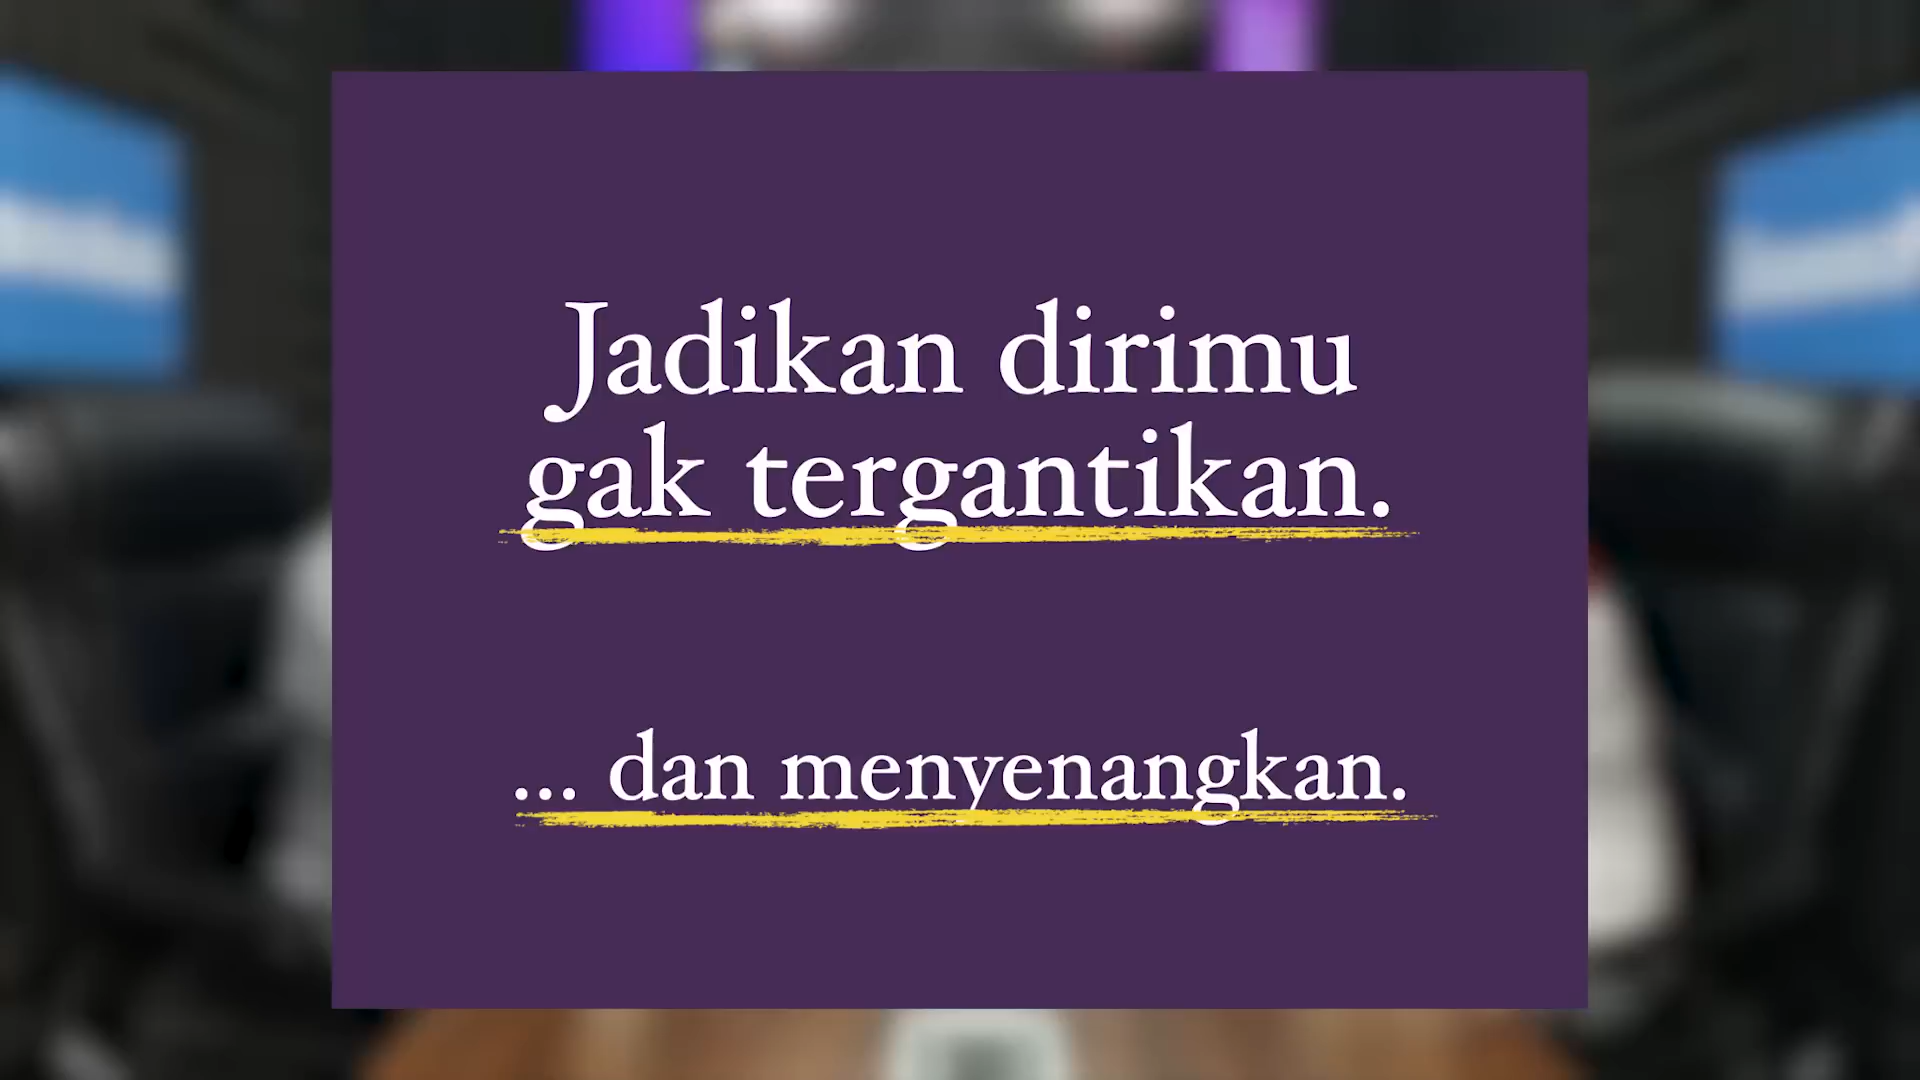 Jadikan dirimu
gak tergantikan.
... dan menyenangkan.